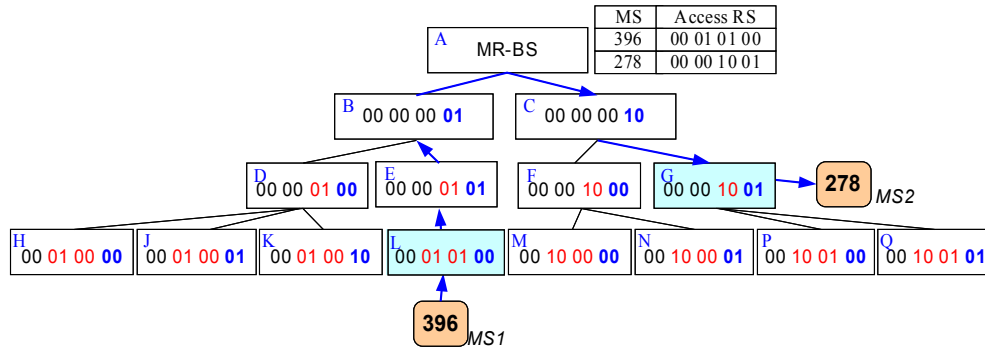 MS Access RS
A
MR-BS
396 00 01 01 00
278 00 00 10 01
B
00 00 00 01
C
00 00 00 10
D
00 00 01 00
E
00 00 01 01
F
00 00 10 00
G
00 00 10 01
278
MS2
H
00 01 00 00
J
00 01 00 01
K
00 01 00 10
L
00 01 01 00
M
00 10 00 00
N
00 10 00 01
P
00 10 01 00
Q
00 10 01 01
396
MS1